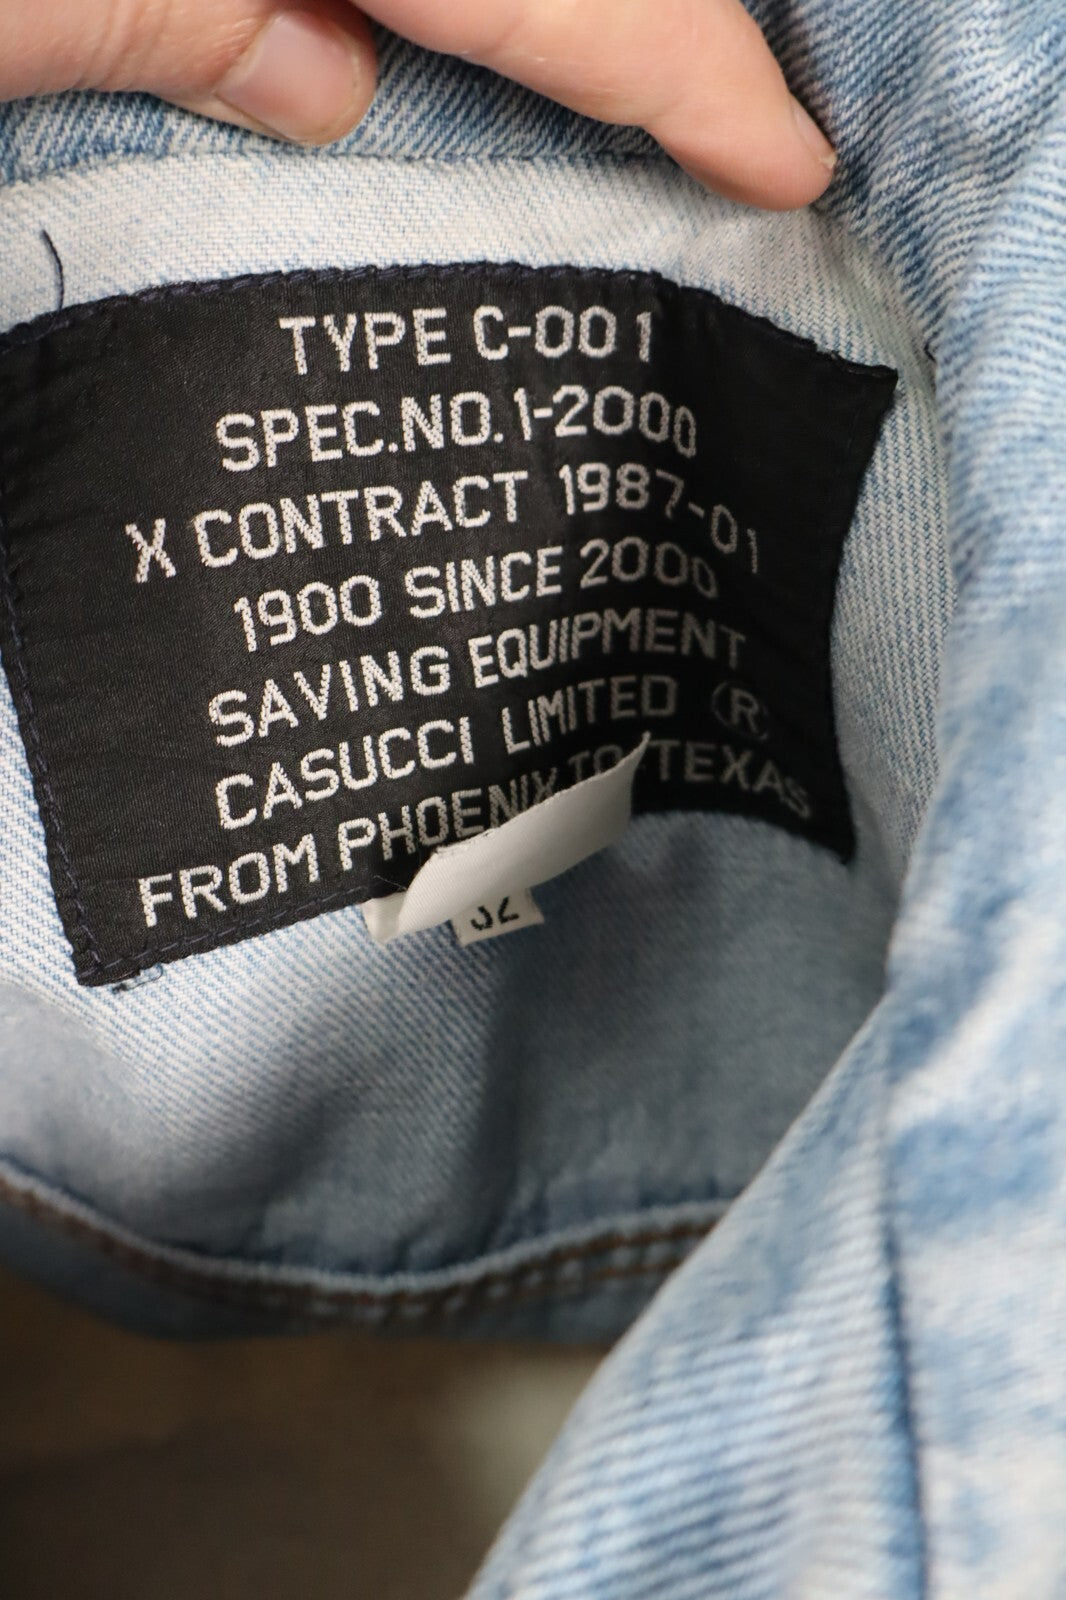 TYPE C-001
SPEC.NO. 1-2000
X CONTRACT 1987-01
1900 SINCE 2000
SAVING EQUIPMENT
CASUCCI LIMITED (R)
FROM PHOENIX TO TEXAS
32